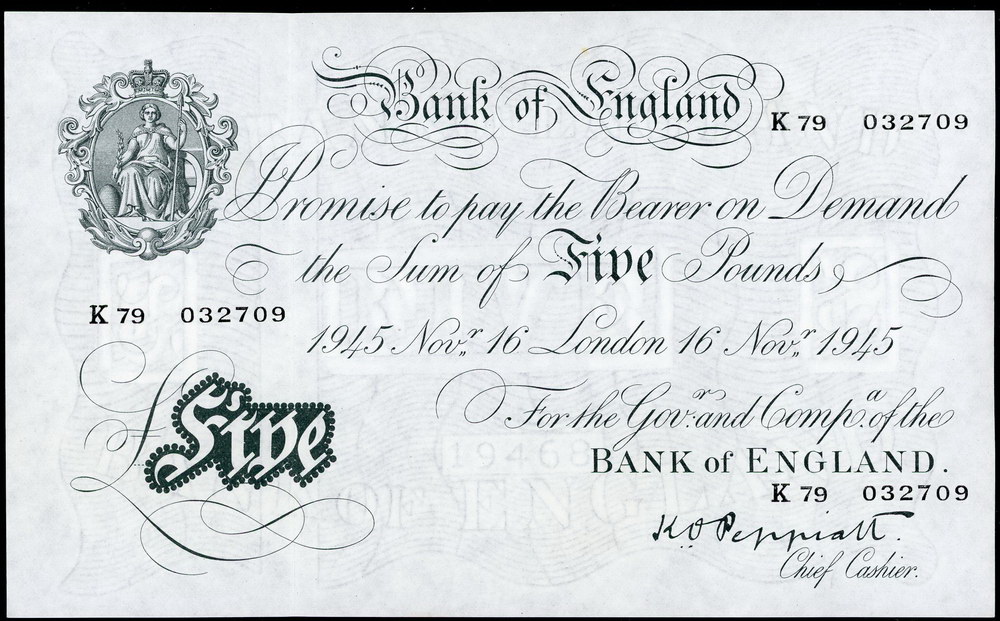 Bank of England
K 79 032709
I Promise to pay the Bearer on Demand
the Sum of Five Pounds
K 79 032709
1945 Novr 16 London 16 Novr 1945
For the Govr: and Compa: of the
£ Five
BANK of ENGLAND.
K 79 032709
K O Peppiatt.
Chief Cashier.